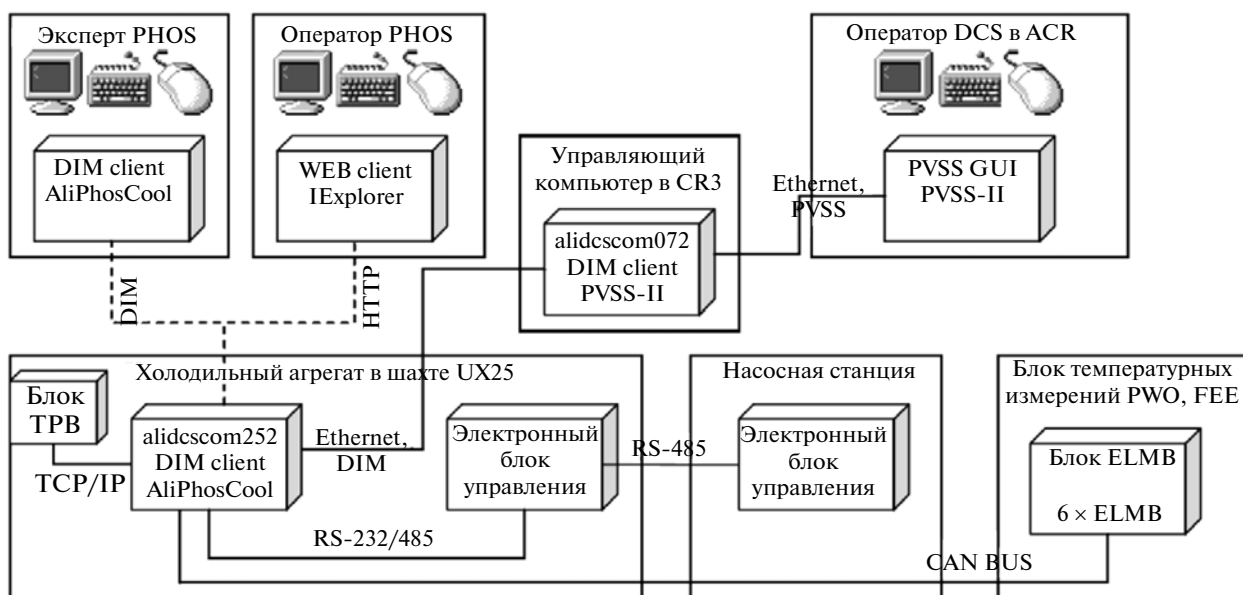 Эксперт PHOS
DIM client
AliPhosCool
Оператор PHOS
WEB client
IExplorer
Управляющий
компьютер в CR3
alidcscom072
DIM client
PVSS-II
Ethernet,
PVSS
Оператор DCS в ACR
PVSS GUI
PVSS-II
DIM
HTTP
Холодильный агрегат в шахте UX25
Блок
TPB
TCP/IP
alidcscom252
DIM client
AliPhosCool
Ethernet,
DIM
Электронный
блок
управления
RS-232/485
RS-485
Насосная станция
Электронный
блок
управления
Блок температурных
измерений PWO, FEE
Блок ELMB
6 × ELMB
CAN BUS